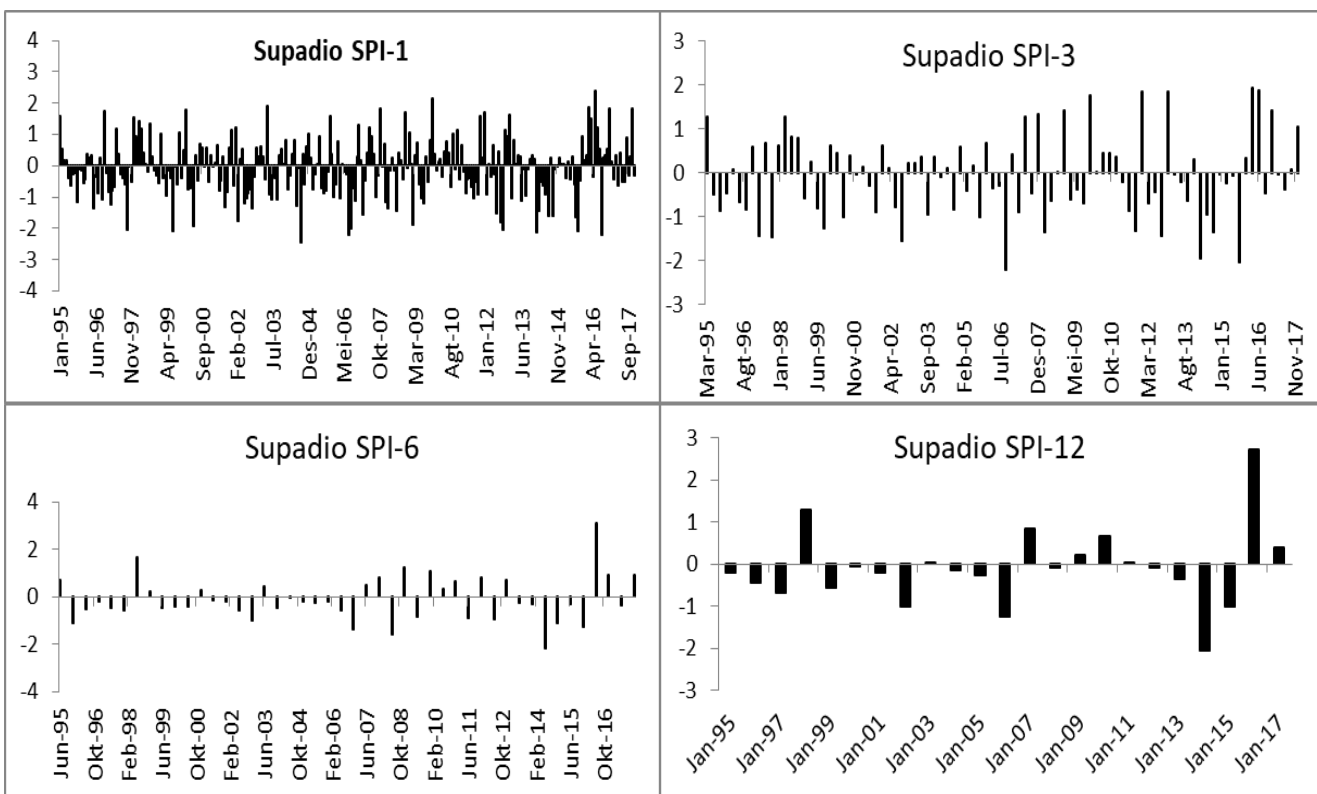 Supadio SPI-1
4
3
2
1
0
-1
-2
-3
-4
Jan-95
Jun-96
Nov-97
Apr-99
Sep-00
Feb-02
Jul-03
Des-04
Mei-06
Okt-07
Mar-09
Agt-10
Jan-12
Jun-13
Nov-14
Apr-16
Sep-17
Supadio SPI-3
3
2
1
0
-1
-2
-3
Mar-95
Agt-96
Jan-98
Jun-99
Nov-00
Apr-02
Sep-03
Feb-05
Jul-06
Des-07
Mei-09
Okt-10
Mar-12
Agt-13
Jan-15
Jun-16
Nov-17
Supadio SPI-6
4
2
0
-2
-4
Jun-95
Okt-96
Feb-98
Jun-99
Okt-00
Feb-02
Jun-03
Okt-04
Feb-06
Jun-07
Okt-08
Feb-10
Jun-11
Okt-12
Feb-14
Jun-15
Okt-16
Supadio SPI-12
3
2
1
0
-1
-2
-3
Jan-95
Jan-97
Jan-99
Jan-01
Jan-03
Jan-05
Jan-07
Jan-09
Jan-11
Jan-13
Jan-15
Jan-17